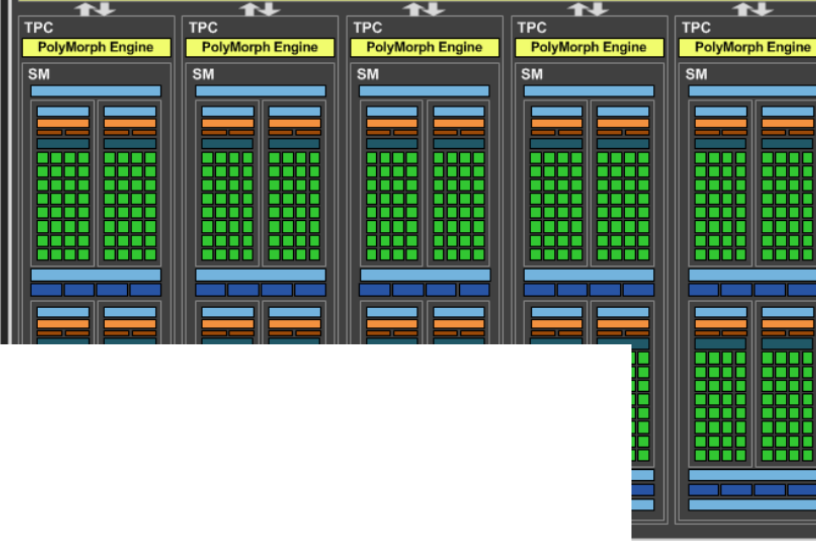 TPC TPC TPC TPC TPC
PolyMorph Engine PolyMorph Engine PolyMorph Engine PolyMorph Engine PolyMorph Engine
SM SM SM SM SM